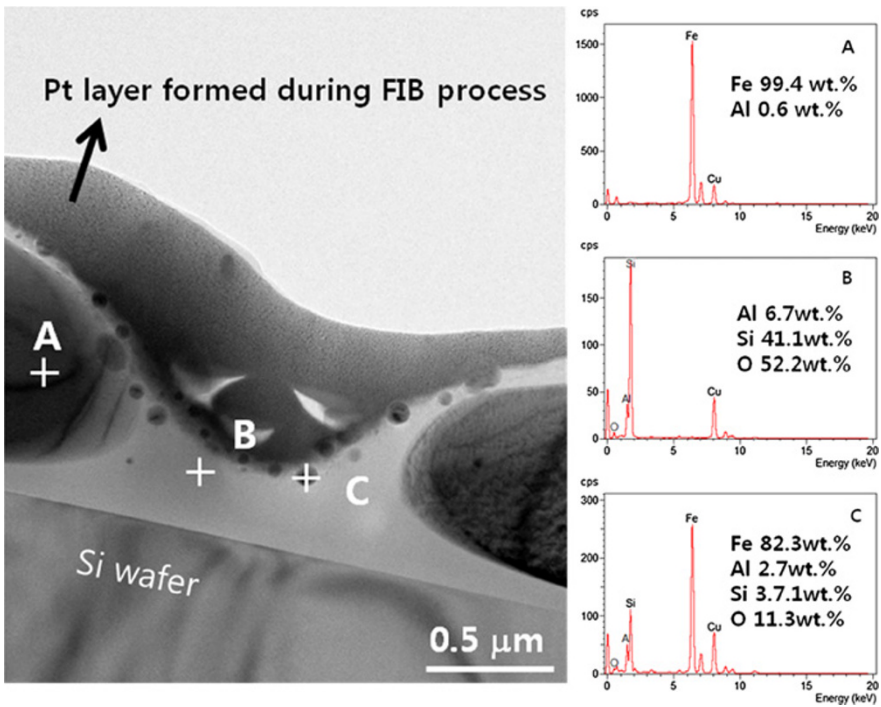 Pt layer formed during FIB process
A
B
C
Si wafer
0.5 μm
cps
A
1500
1000
500
0
Fe
Cu
Fe 99.4 wt.%
Al 0.6 wt.%
0 5 10 15 20
Energy (keV)
cps
B
150
100
50
0
Si
Al
O
Cu
Al 6.7wt.%
Si 41.1wt.%
O 52.2wt.%
0 5 10 15 20
Energy (keV)
cps
C
300
200
100
0
Fe
Si
A
O
Cu
Fe 82.3wt.%
Al 2.7wt.%
Si 3.7.1wt.%
O 11.3wt.%
0 5 10 15 20
Energy (keV)